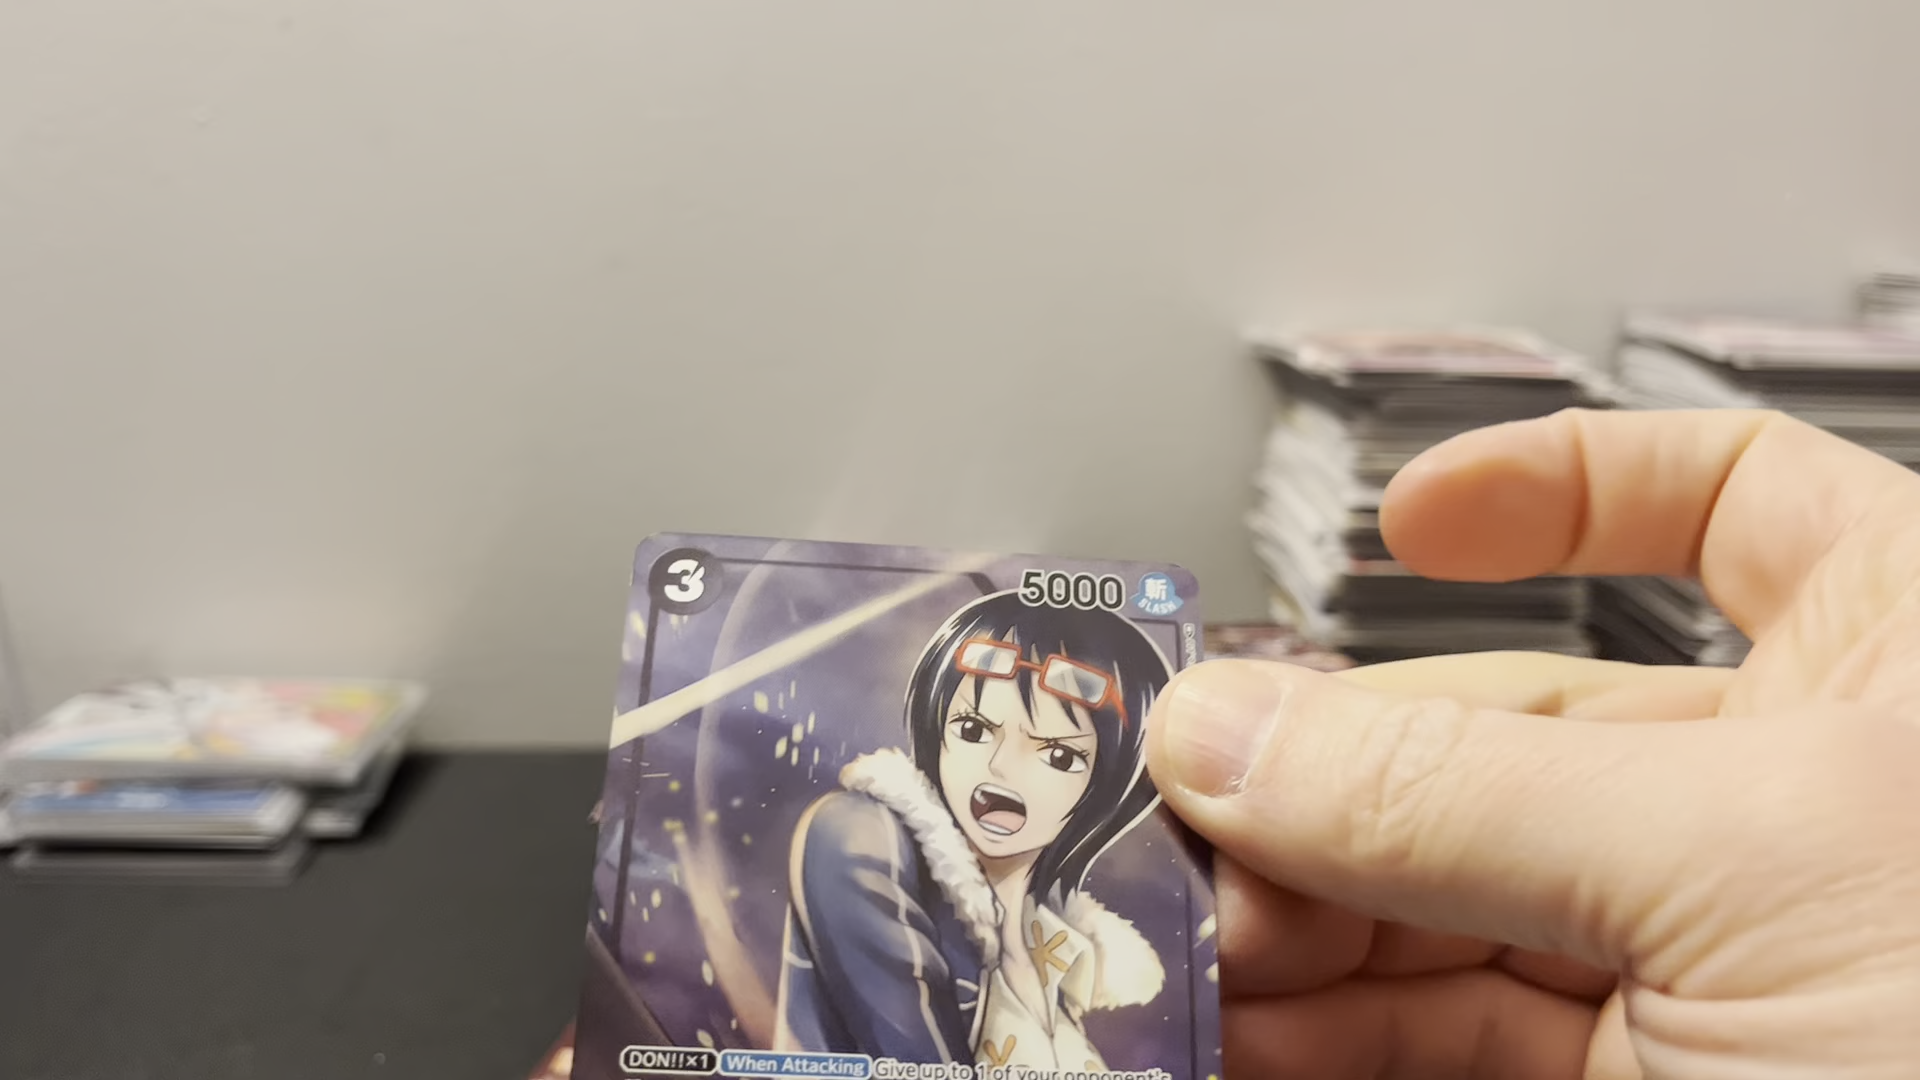 3
5000
斬
SLASH
DON!!×1 When Attacking Give up to 1 of your opponent's